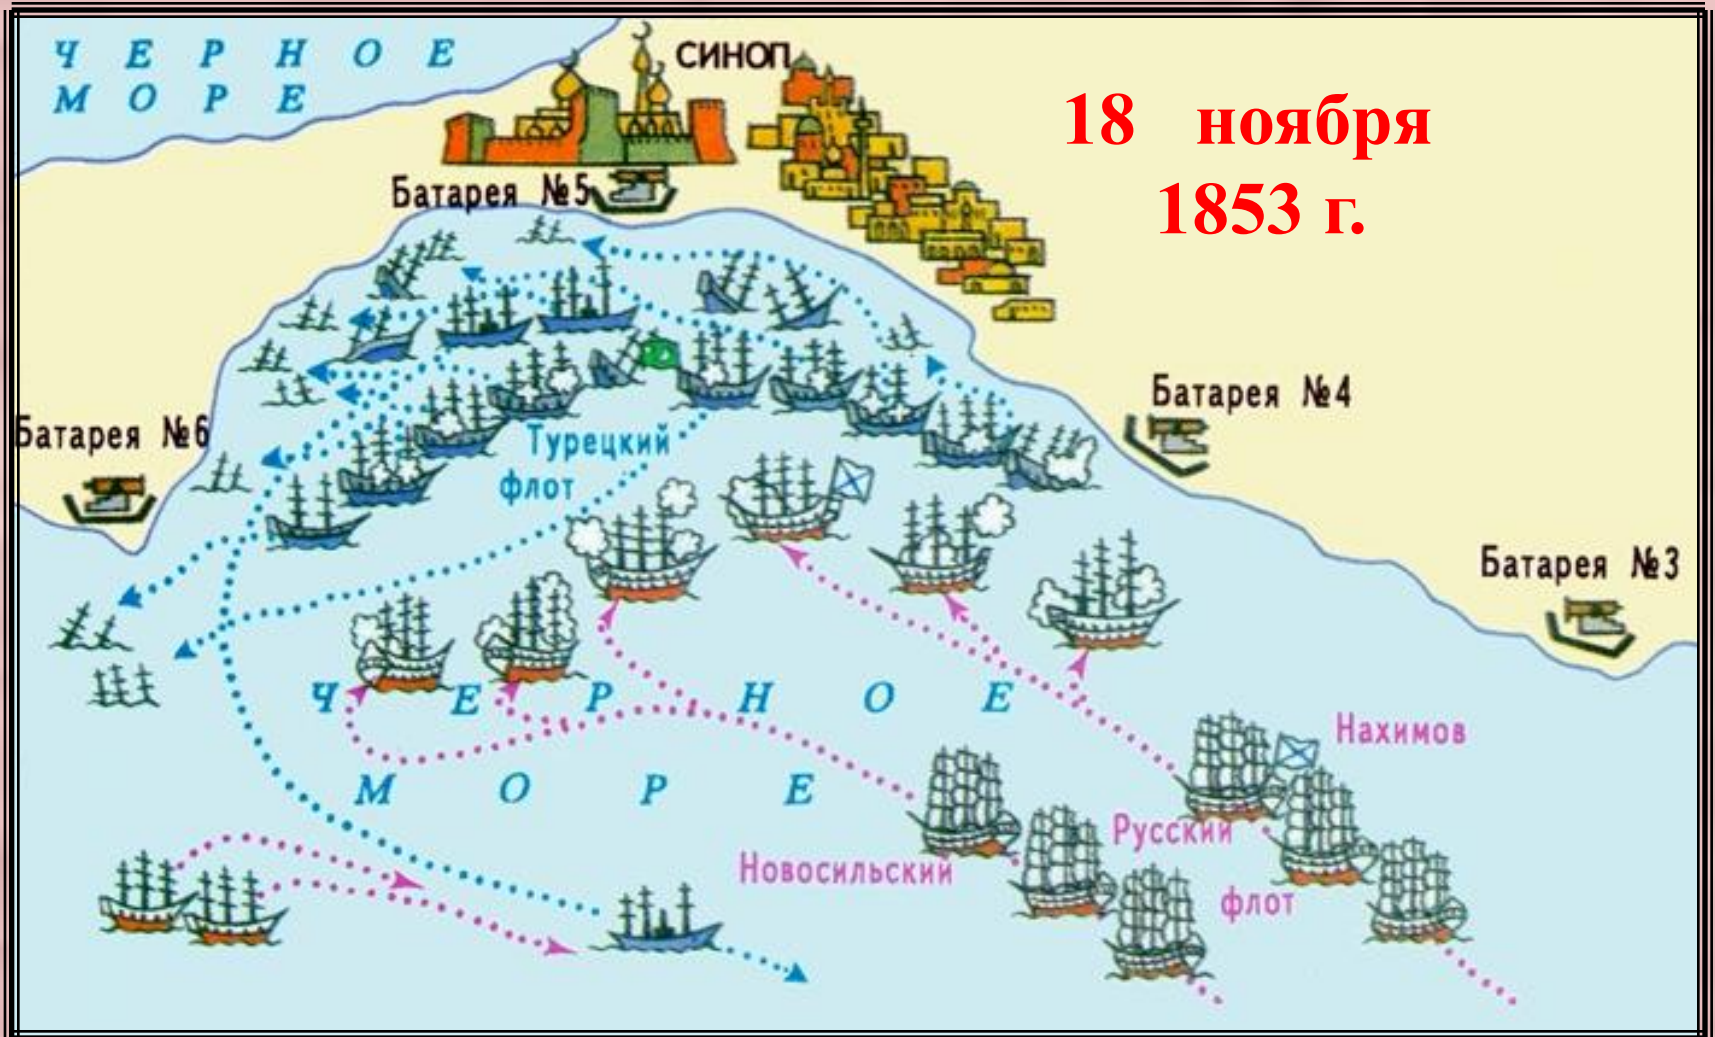 Ч Е Р Н О Е
М О Р Е
СИНОП
18 ноября
1853 г.
Батарея №5
Батарея №4
Батарея №6
Турецкий
флот
Батарея №3
Ч Е Р Н О Е
М О Р Е
Нахимов
Русский
флот
Новосильский